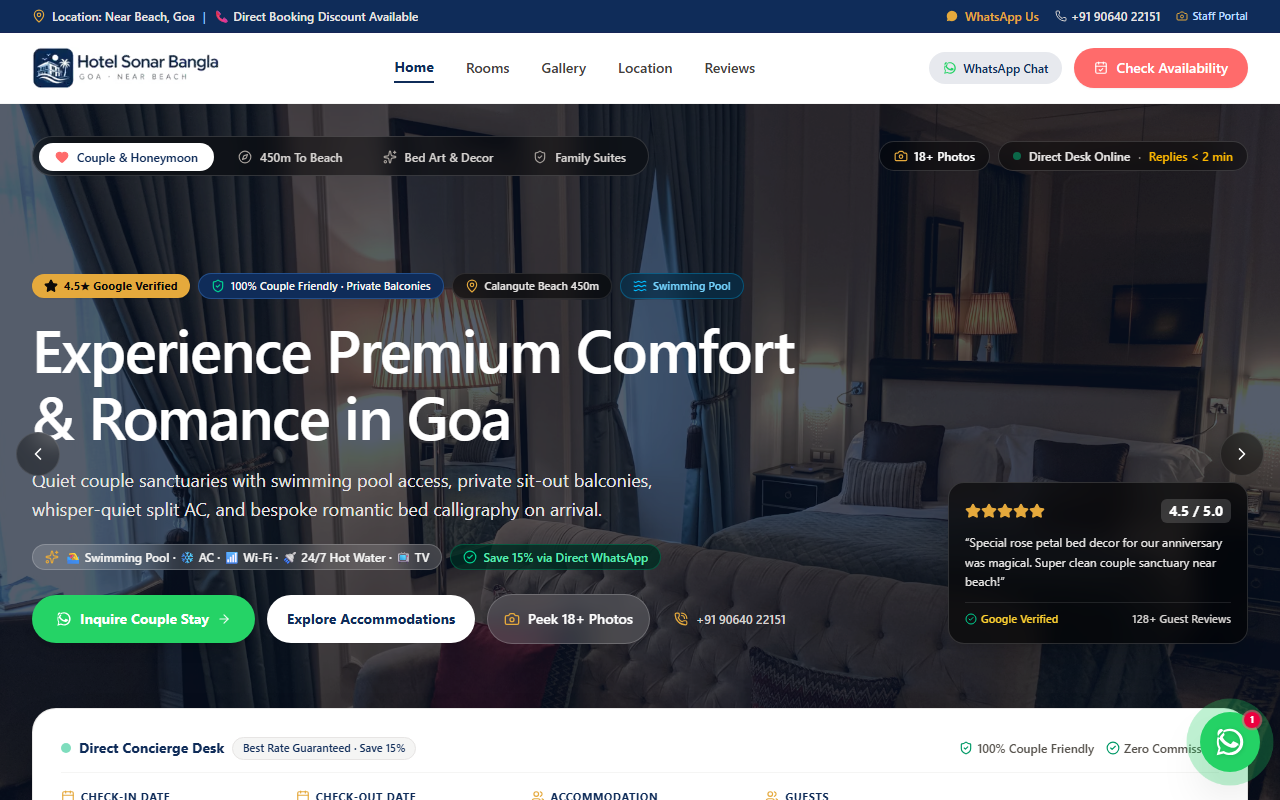 Location: Near Beach, Goa | Direct Booking Discount Available
WhatsApp Us +91 90640 22151 Staff Portal
Hotel Sonar Bangla
GOA · NEAR BEACH
Home Rooms Gallery Location Reviews
WhatsApp Chat
Check Availability
Couple & Honeymoon 450m To Beach Bed Art & Decor Family Suites
18+ Photos
Direct Desk Online · Replies < 2 min
4.5★ Google Verified
100% Couple Friendly · Private Balconies
Calangute Beach 450m
Swimming Pool
Experience Premium Comfort
& Romance in Goa
Quiet couple sanctuaries with swimming pool access, private sit-out balconies,
whisper-quiet split AC, and bespoke romantic bed calligraphy on arrival.
Swimming Pool · AC · Wi-Fi · 24/7 Hot Water · TV
Save 15% via Direct WhatsApp
Inquire Couple Stay →
Explore Accommodations
Peek 18+ Photos
+91 90640 22151
4.5 / 5.0
“Special rose petal bed decor for our anniversary
was magical. Super clean couple sanctuary near
beach!”
Google Verified
128+ Guest Reviews
Direct Concierge Desk
Best Rate Guaranteed · Save 15%
100% Couple Friendly
Zero Commiss
1
CHECK-IN DATE
CHECK-OUT DATE
ACCOMMODATION
GUESTS